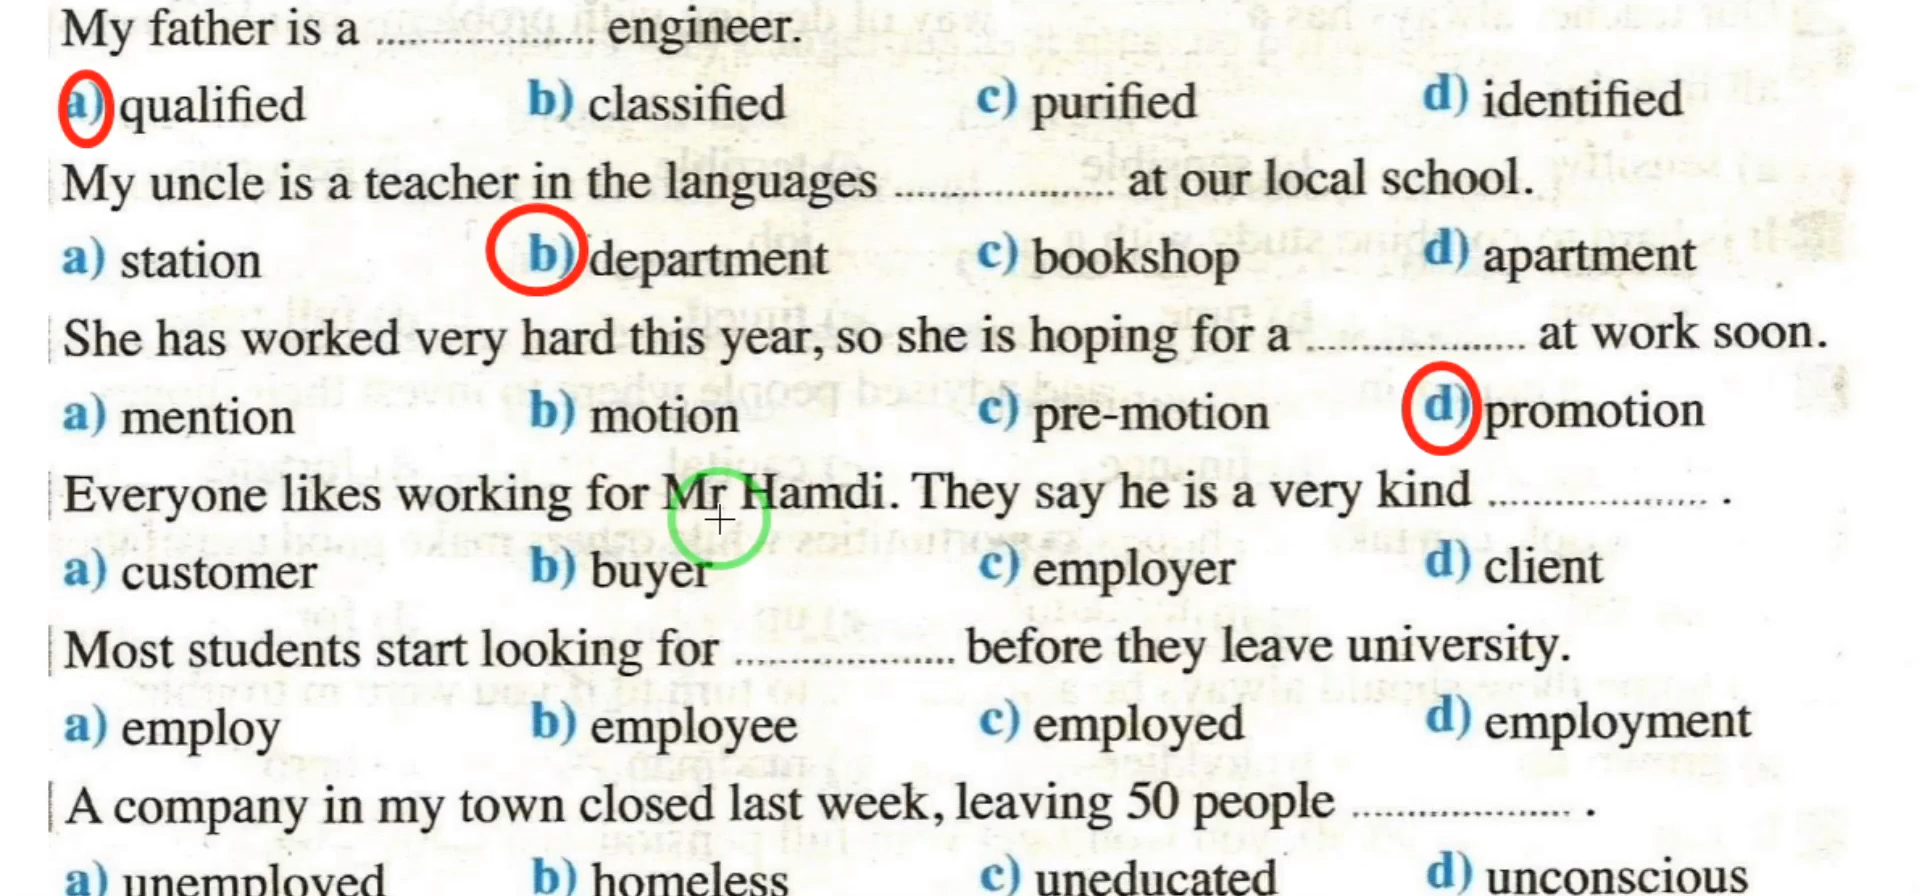 My father is a .................... engineer.
a) qualified b) classified c) purified d) identified
My uncle is a teacher in the languages .................... at our local school.
a) station b) department c) bookshop d) apartment
She has worked very hard this year, so she is hoping for a .................... at work soon.
a) mention b) motion c) pre-motion d) promotion
Everyone likes working for Mr Hamdi. They say he is a very kind .................... .
a) customer b) buyer c) employer d) client
Most students start looking for .................... before they leave university.
a) employ b) employee c) employed d) employment
A company in my town closed last week, leaving 50 people .................... .
a) unemployed b) homeless c) uneducated d) unconscious